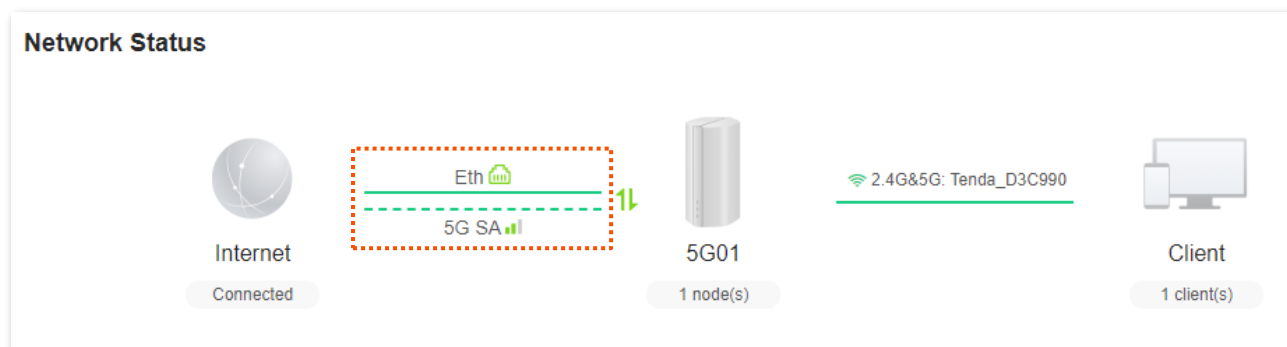 Network Status
Eth
5G SA
2.4G&5G: Tenda_D3C990
Internet
5G01
Client
Connected
1 node(s)
1 client(s)